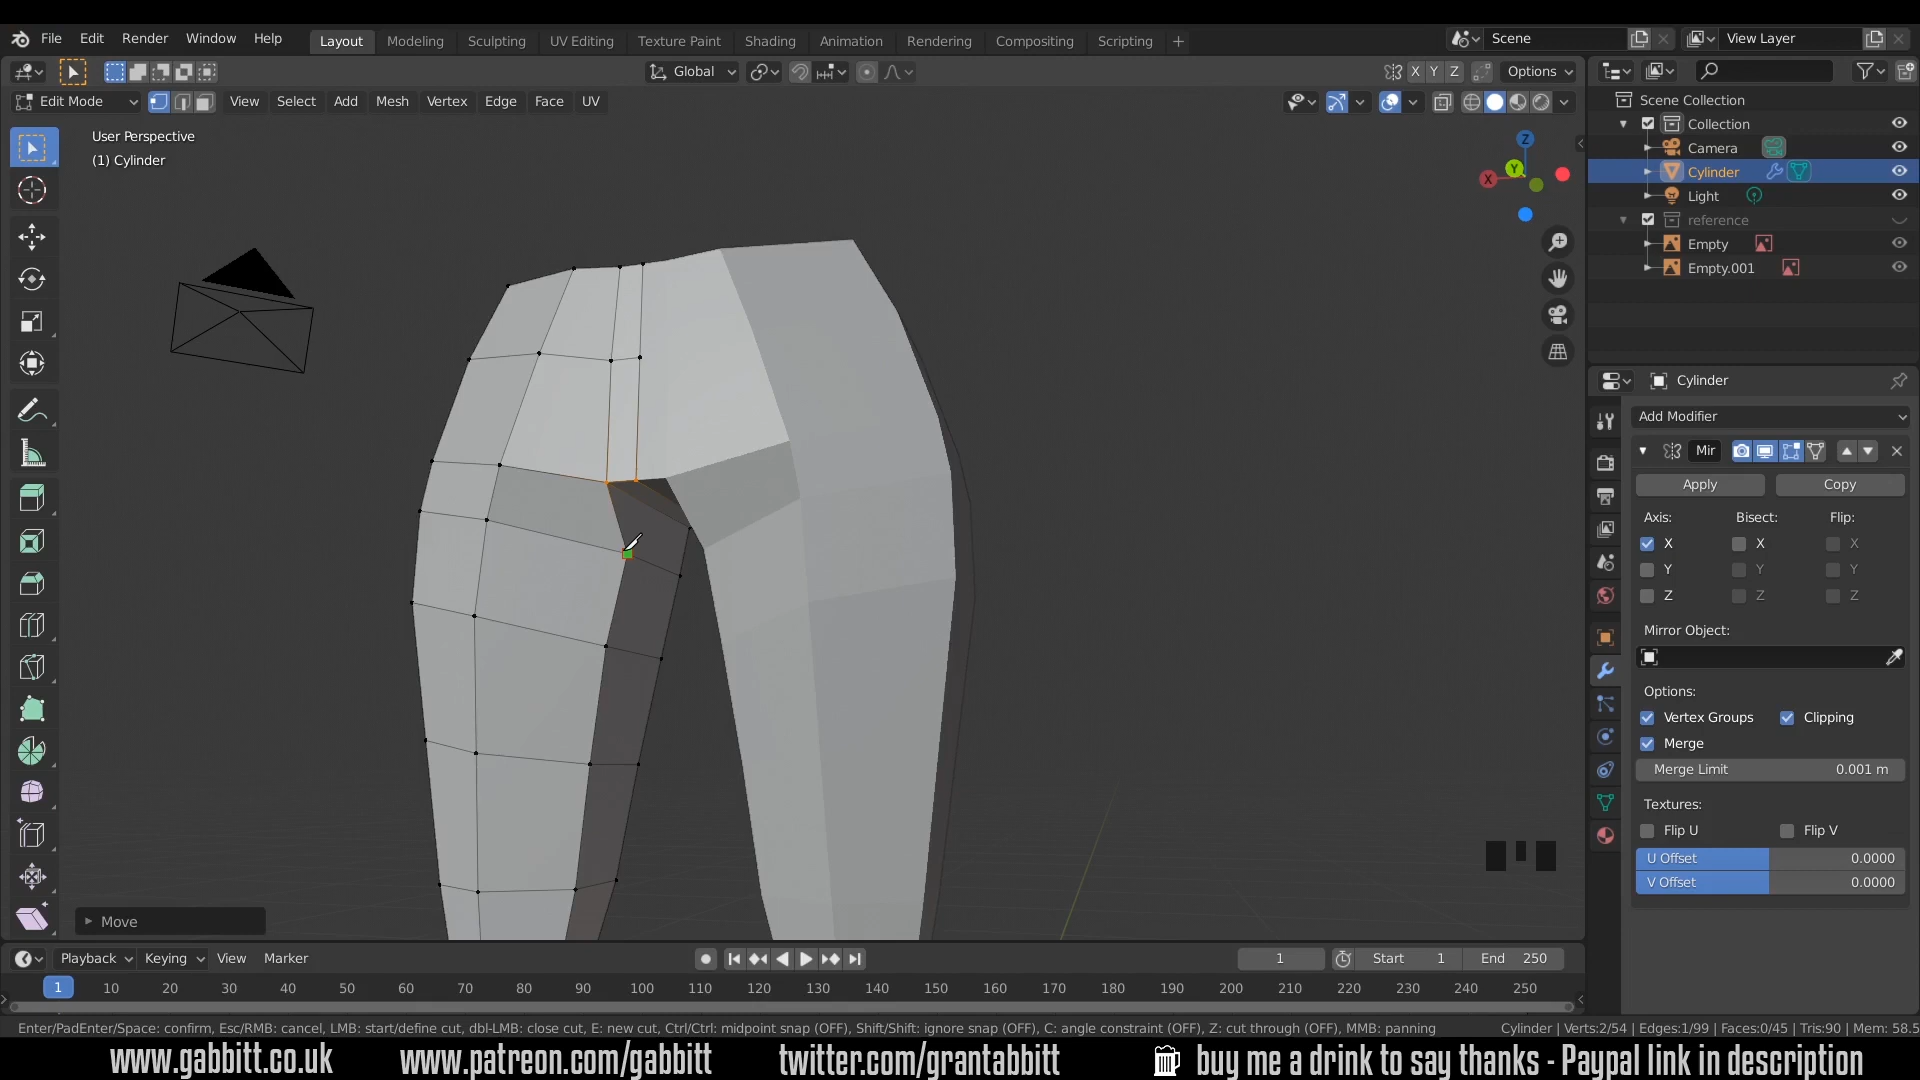 File Edit Render Window Help Layout Modeling Sculpting UV Editing Texture Paint Shading Animation Rendering Compositing Scripting + Scene View Layer
Global X Y Z Options
Edit Mode View Select Add Mesh Vertex Edge Face UV
User Perspective
(1) Cylinder
Z
Y
X
Scene Collection
Collection
Camera
Cylinder
Light
reference
Empty
Empty.001
Cylinder
Add Modifier
Mir
Apply Copy
Axis: Bisect: Flip:
X X X
Y Y Y
Z Z Z
Mirror Object:
Options:
Vertex Groups Clipping
Merge
Merge Limit 0.001 m
Textures:
Flip U Flip V
U Offset 0.0000
V Offset 0.0000
Move
Playback Keying View Marker 1 Start 1 End 250
1 10 20 30 40 50 60 70 80 90 100 110 120 130 140 150 160 170 180 190 200 210 220 230 240 250
Enter/PadEnter/Space: confirm, Esc/RMB: cancel, LMB: start/define cut, dbl-LMB: close cut, E: new cut, Ctrl/Ctrl: midpoint snap (OFF), Shift/Shift: ignore snap (OFF), C: angle constraint (OFF), Z: cut through (OFF), MMB: panning Cylinder | Verts:2/54 | Edges:1/99 | Faces:0/45 | Tris:90 | Mem: 58.5
www.gabbitt.co.uk www.patreon.com/gabbitt twitter.com/grantabbitt buy me a drink to say thanks - Paypal link in description